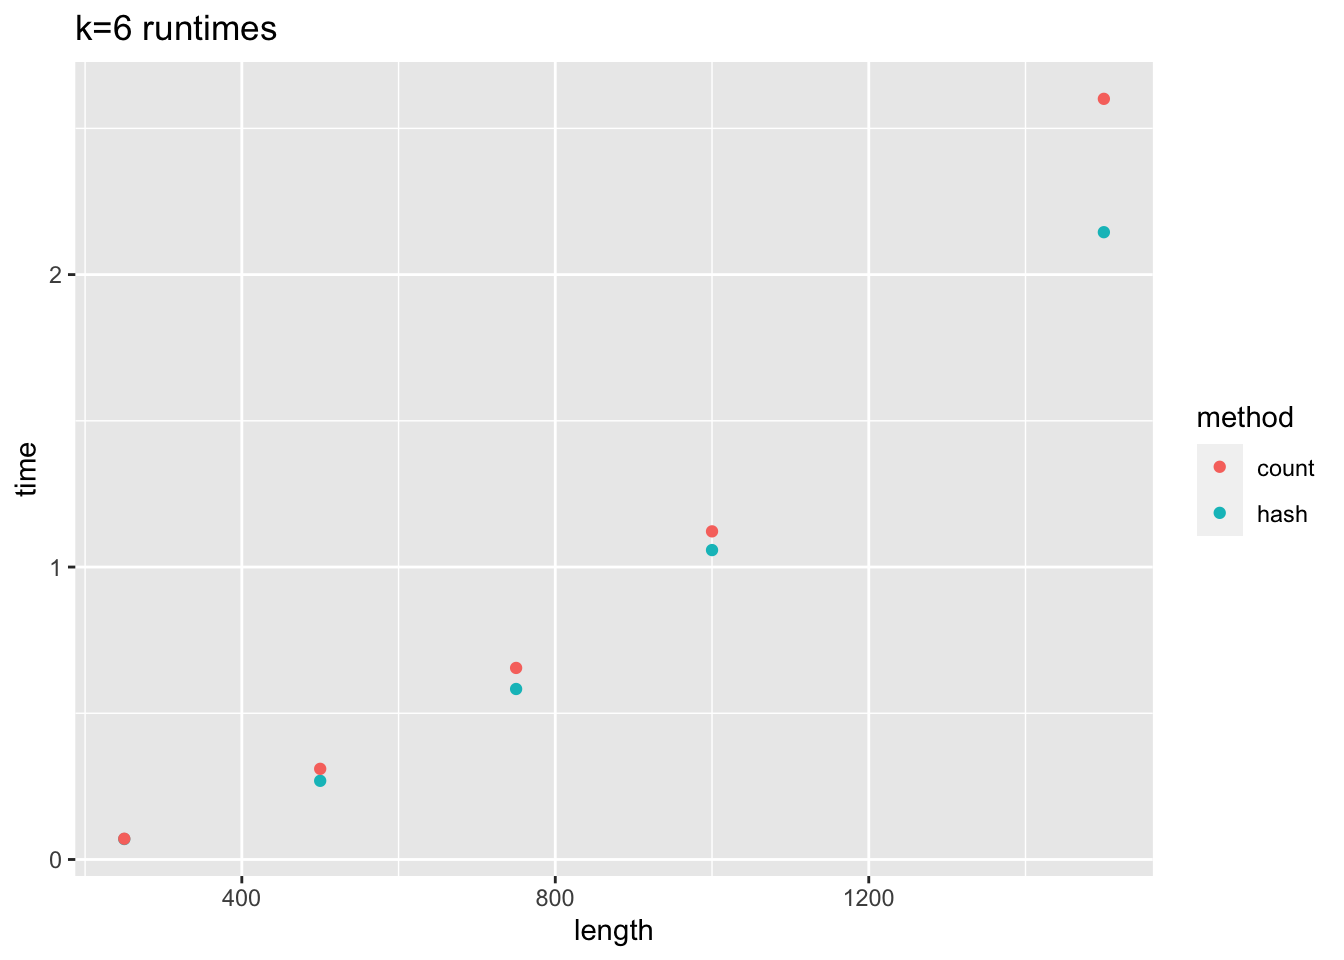 k=6 runtimes
2
1
0
time
400
800
1200
length
method
count
hash